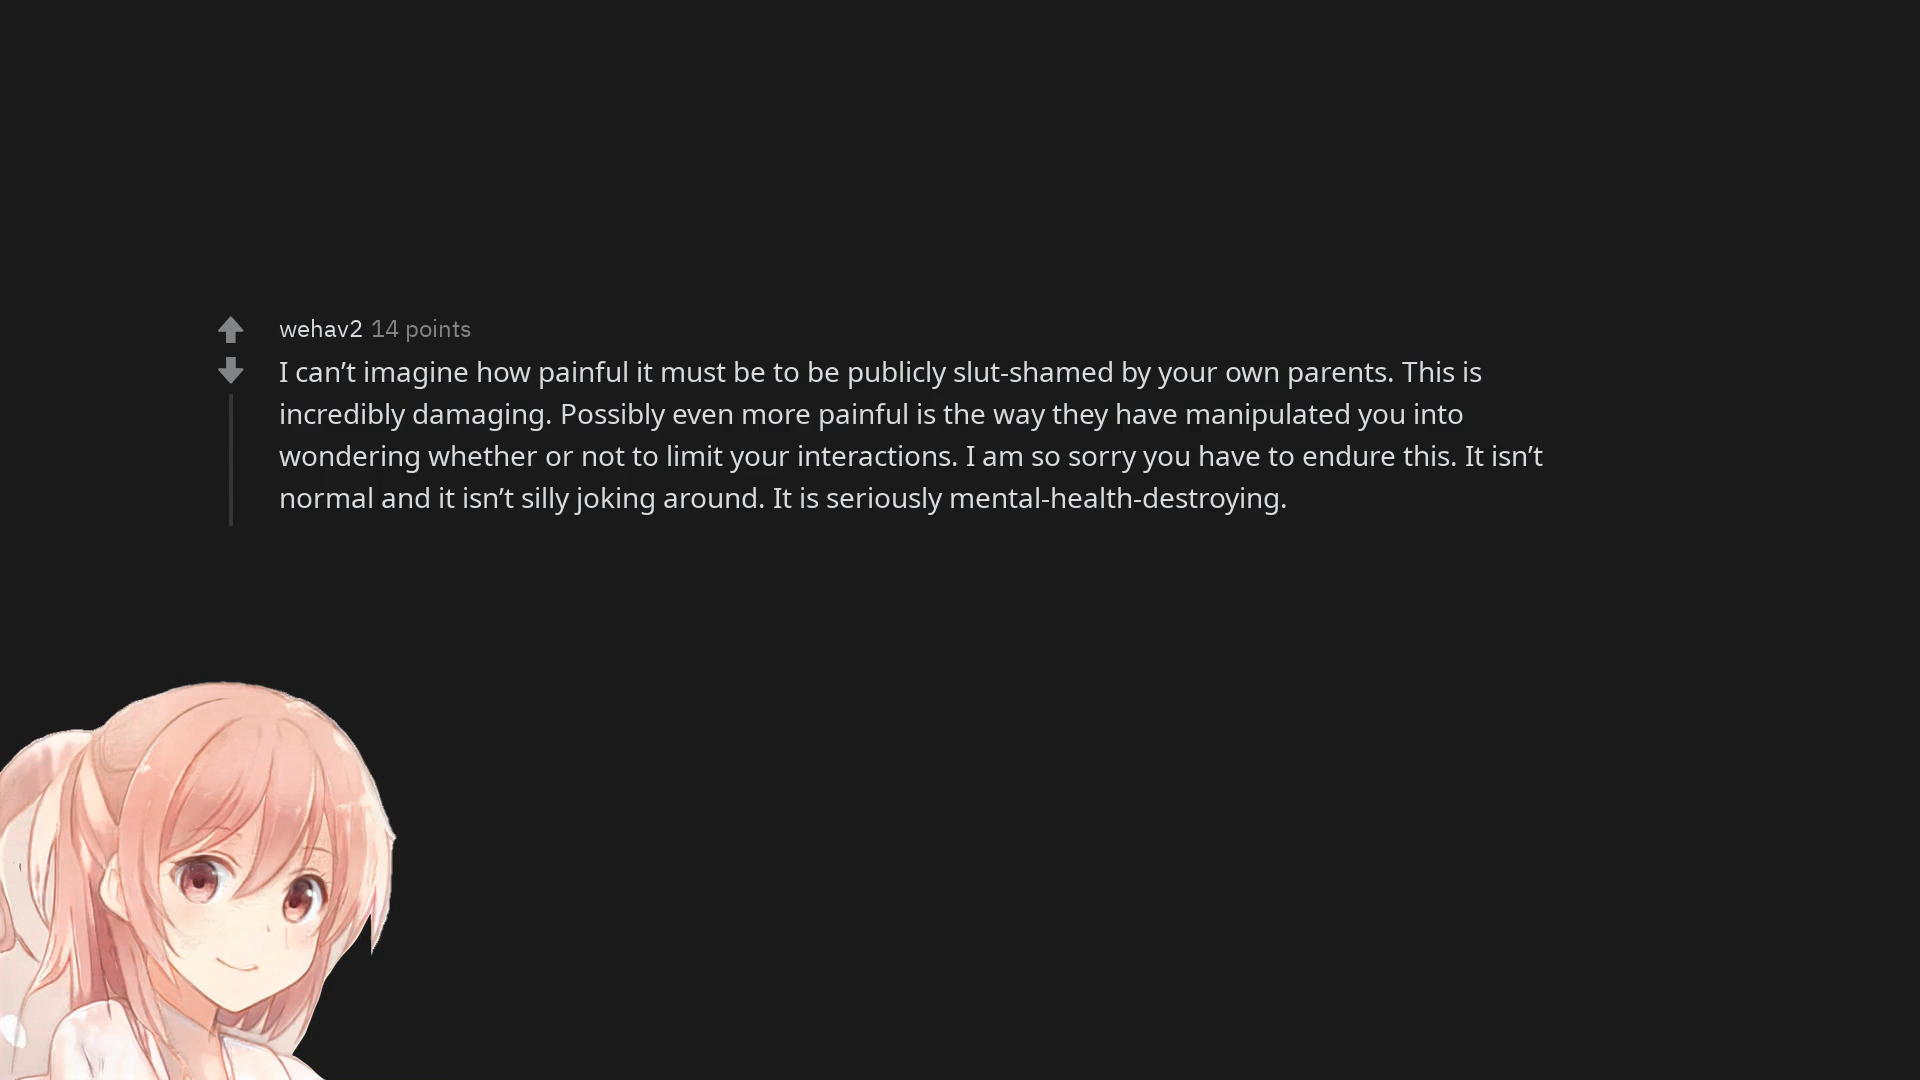 wehav2 14 points
I can’t imagine how painful it must be to be publicly slut-shamed by your own parents. This is
incredibly damaging. Possibly even more painful is the way they have manipulated you into
wondering whether or not to limit your interactions. I am so sorry you have to endure this. It isn’t
normal and it isn’t silly joking around. It is seriously mental-health-destroying.